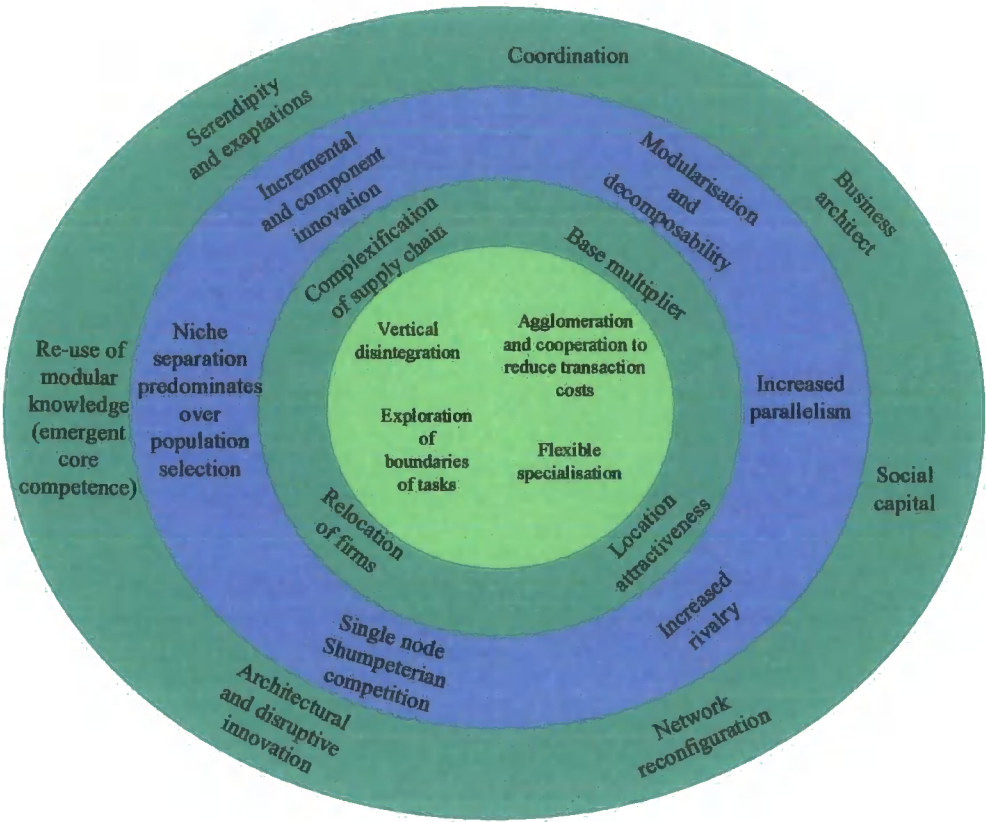 Coordination
Serendipity
and exaptations
Business
architect
Re-use of
modular
knowledge
(emergent
core
competence)
Social
capital
Architectural
and disruptive
innovation
Network
reconfiguration
Incremental
and component
innovation
Modularisation
and
decomposability
Niche
separation
predominates
over
population
selection
Increased
parallelism
Single node
Shumpeterian
competition
Increased
rivalry
Complexification
of supply chain
Base multiplier
Relocation
of firms
Location
attractiveness
Vertical
disintegration
Agglomeration
and cooperation to
reduce transaction
costs
Exploration
of
boundaries
of tasks
Flexible
specialisation